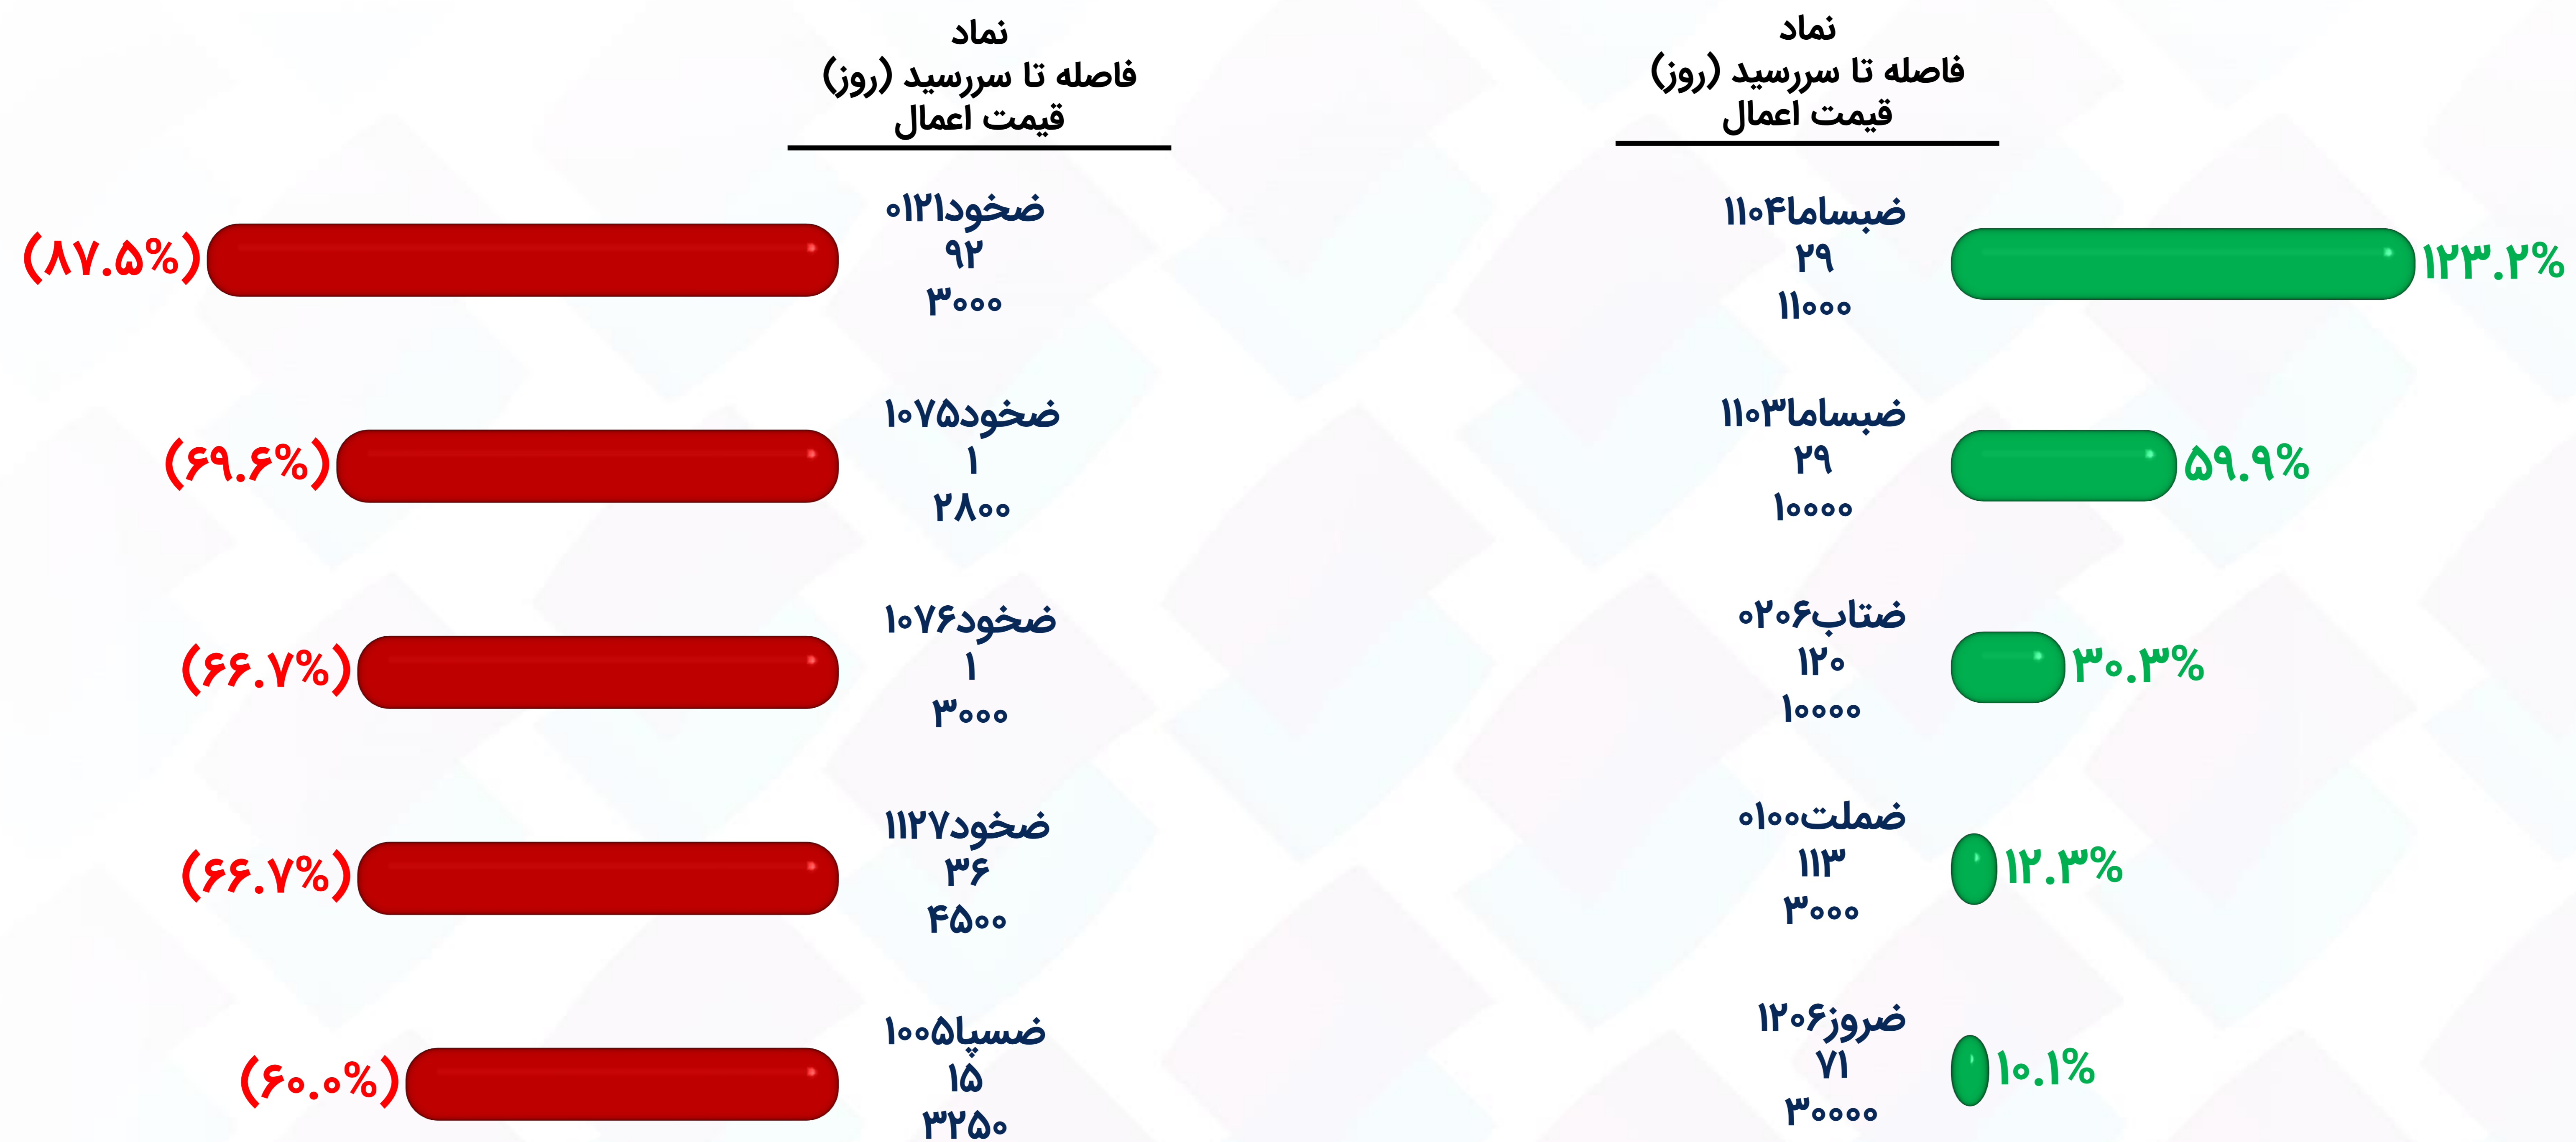 نماد
فاصله تا سررسید (روز)
قیمت اعمال
ضبساما۱۱۰۴
۲۹
۱۱۰۰۰
۱۲۳.۲%
ضبساما۱۱۰۳
۲۹
۱۰۰۰۰
۵۹.۹%
ضتاب۰۲۰۶
۱۲۰
۱۰۰۰۰
۳۰.۳%
ضملت۰۱۰۰
۱۱۳
۳۰۰۰
۱۲.۳%
ضروز۱۲۰۶
۷۱
۳۰۰۰۰
۱۰.۱%
نماد
فاصله تا سررسید (روز)
قیمت اعمال
ضخود۰۱۲۱
۹۲
۳۰۰۰
(۸۷.۵%)
ضخود۱۰۷۵
۱
۲۸۰۰
(۶۹.۶%)
ضخود۱۰۷۶
۱
۳۰۰۰
(۶۶.۷%)
ضخود۱۱۲۷
۳۶
۴۵۰۰
(۶۶.۷%)
ضسپا۱۰۰۵
۱۵
۳۲۵۰
(۶۰.۰%)